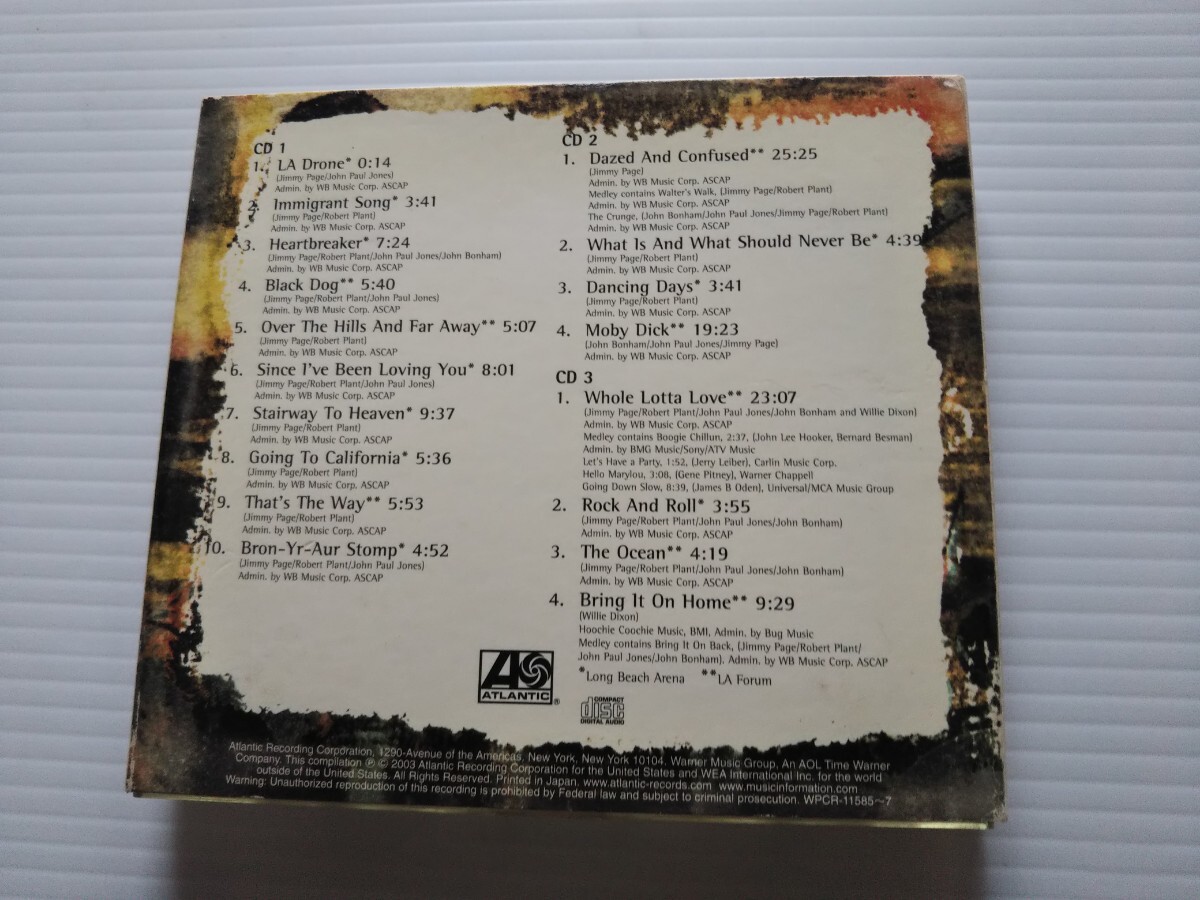 CD 1
1. LA Drone* 0:14
(Jimmy Page/John Paul Jones)
Admin. by WB Music Corp. ASCAP
2. Immigrant Song* 3:41
(Jimmy Page/Robert Plant)
Admin. by WB Music Corp. ASCAP
3. Heartbreaker* 7:24
(Jimmy Page/Robert Plant/John Paul Jones/John Bonham)
Admin. by WB Music Corp. ASCAP
4. Black Dog** 5:40
(Jimmy Page/Robert Plant/John Paul Jones)
Admin. by WB Music Corp. ASCAP
5. Over The Hills And Far Away** 5:07
(Jimmy Page/Robert Plant)
Admin. by WB Music Corp. ASCAP
6. Since I've Been Loving You* 8:01
(Jimmy Page/Robert Plant/John Paul Jones)
Admin. by WB Music Corp. ASCAP
7. Stairway To Heaven* 9:37
(Jimmy Page/Robert Plant)
Admin. by WB Music Corp. ASCAP
8. Going To California* 5:36
(Jimmy Page/Robert Plant)
Admin. by WB Music Corp. ASCAP
9. That's The Way** 5:53
(Jimmy Page/Robert Plant)
Admin. by WB Music Corp. ASCAP
10. Bron-Yr-Aur Stomp* 4:52
(Jimmy Page/Robert Plant/John Paul Jones)
Admin. by WB Music Corp. ASCAP
CD 2
1. Dazed And Confused** 25:25
(Jimmy Page)
Admin. by WB Music Corp. ASCAP
Medley contains Walter's Walk, (Jimmy Page/Robert Plant)
Admin. by WB Music Corp. ASCAP
The Crunge, (John Bonham/John Paul Jones/Jimmy Page/Robert Plant)
Admin. by WB Music Corp. ASCAP
2. What Is And What Should Never Be* 4:39
(Jimmy Page/Robert Plant)
Admin. by WB Music Corp. ASCAP
3. Dancing Days* 3:41
(Jimmy Page/Robert Plant)
Admin. by WB Music Corp. ASCAP
4. Moby Dick** 19:23
(John Bonham/John Paul Jones/Jimmy Page)
Admin. by WB Music Corp. ASCAP
CD 3
1. Whole Lotta Love** 23:07
(Jimmy Page/Robert Plant/John Paul Jones/John Bonham and Willie Dixon)
Admin. by WB Music Corp. ASCAP
Medley contains Boogie Chillun, 2:37, (John Lee Hooker, Bernard Besman)
Admin. by BMG Music/Sony/ATV Music
Let's Have a Party, 1:52, (Jerry Leiber), Carlin Music Corp.
Hello Marylou, 3:08, (Gene Pitney), Warner Chappell
Going Down Slow, 8:39, (James B Oden), Universal/MCA Music Group
2. Rock And Roll* 3:55
(Jimmy Page/Robert Plant/John Paul Jones/John Bonham)
Admin. by WB Music Corp. ASCAP
3. The Ocean** 4:19
(Jimmy Page/Robert Plant/John Paul Jones/John Bonham)
Admin. by WB Music Corp. ASCAP
4. Bring It On Home** 9:29
(Willie Dixon)
Hoochie Coochie Music, BMI, Admin. by Bug Music
Medley contains Bring It On Back, (Jimmy Page/Robert Plant/
John Paul Jones/John Bonham). Admin. by WB Music Corp. ASCAP
*Long Beach Arena **LA Forum
ATLANTIC ®
COMPACT
disc
DIGITAL AUDIO
Atlantic Recording Corporation, 1290-Avenue of the Americas, New York, New York 10104. Warner Music Group, An AOL Time Warner
Company. This compilation ℗ © 2003 Atlantic Recording Corporation for the United States and WEA International Inc. for the world
outside of the United States. All Rights Reserved. Printed in Japan. www.atlantic-records.com www.musicinformation.com
Warning: Unauthorized reproduction of this recording is prohibited by Federal law and subject to criminal prosecution. WPCR-11585~7